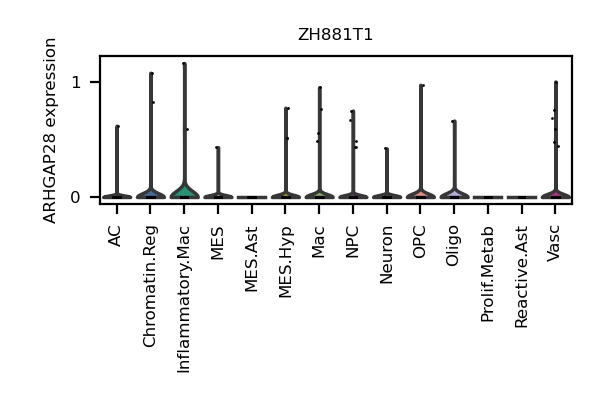 ZH881T1
ARHGAP28 expression
1
0
AC
Chromatin.Reg
Inflammatory.Mac
MES
MES.Ast
MES.Hyp
Mac
NPC
Neuron
OPC
Oligo
Prolif.Metab
Reactive.Ast
Vasc